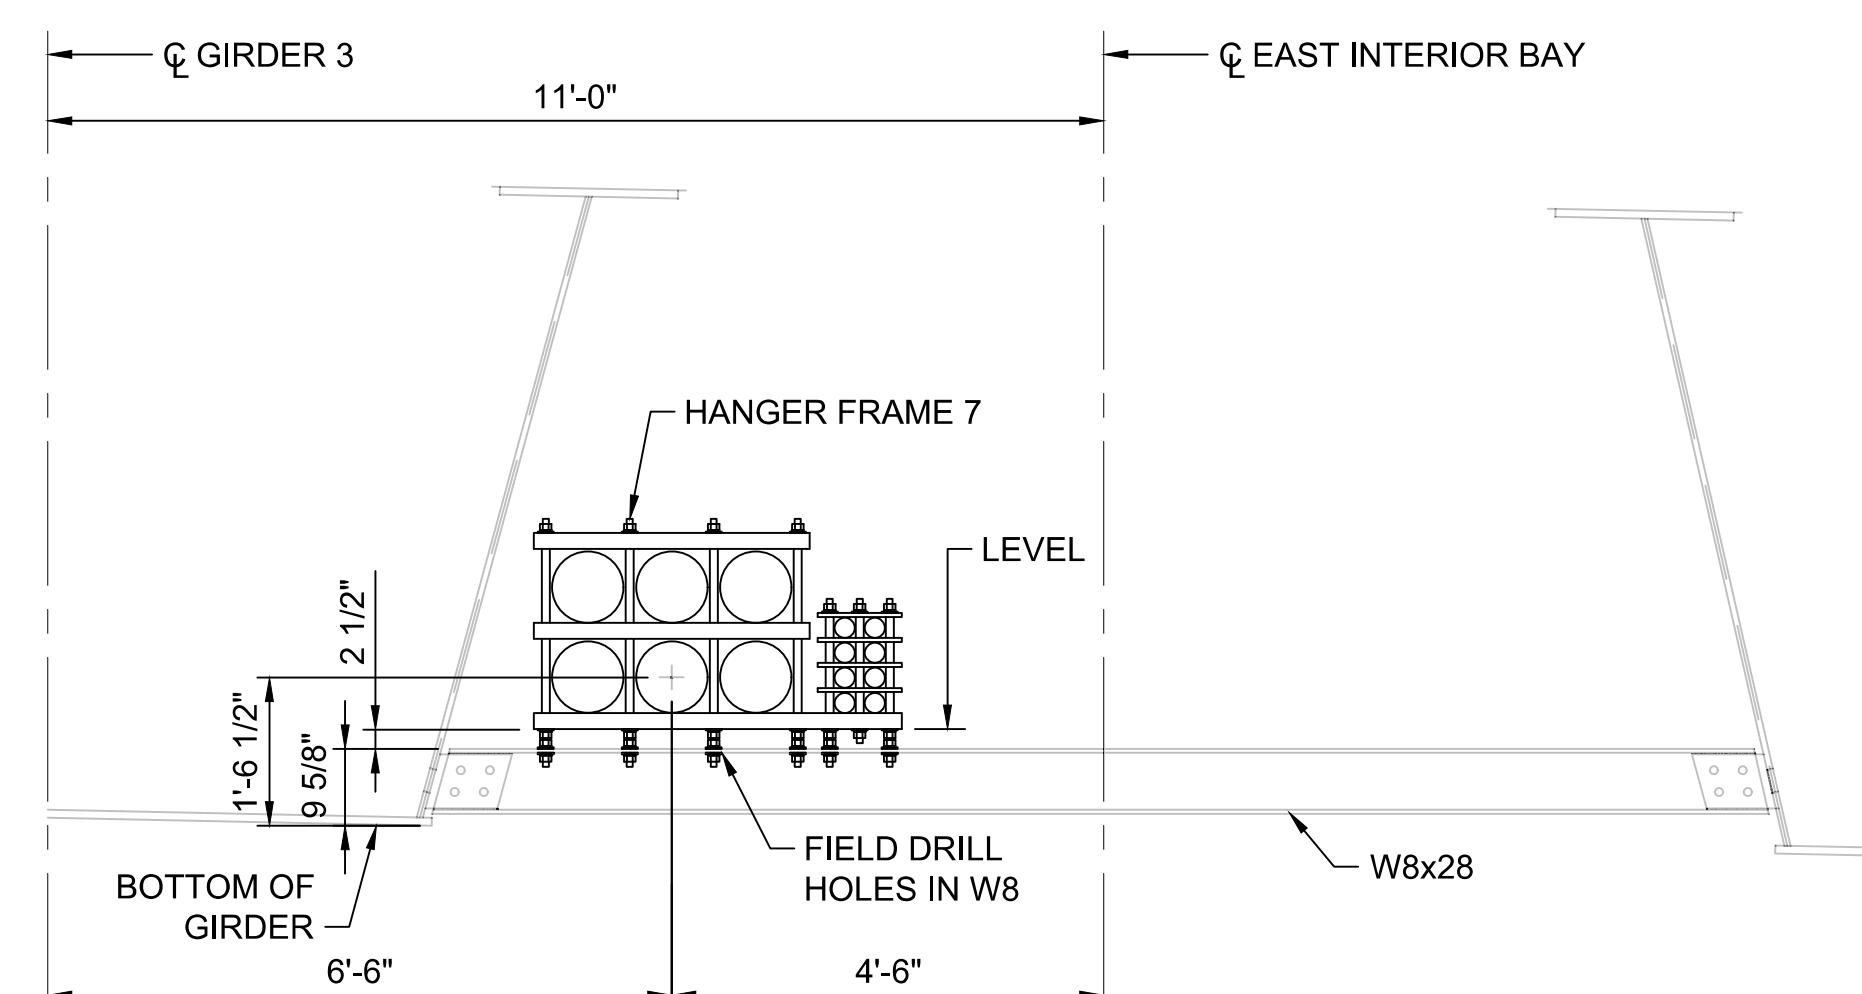 ℄ GIRDER 3
℄ EAST INTERIOR BAY
11'-0"
HANGER FRAME 7
LEVEL
2 1/2"
1'-6 1/2"
9 5/8"
FIELD DRILL
HOLES IN W8
W8x28
BOTTOM OF
GIRDER
6'-6"
4'-6"